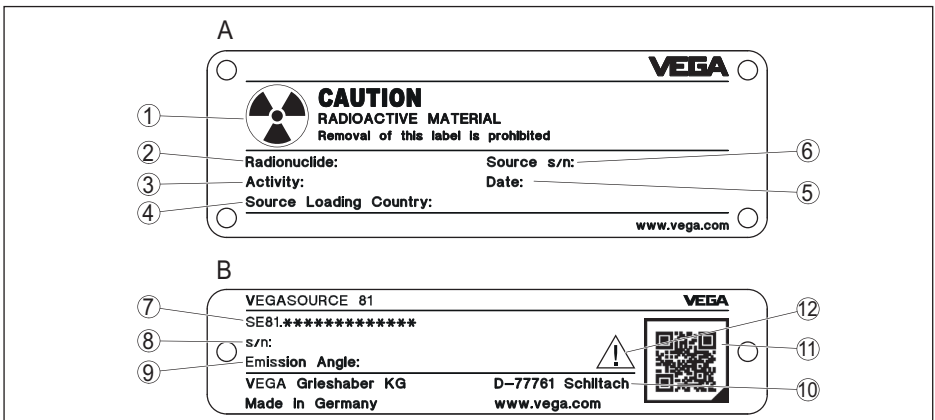 A
VEGA
1
CAUTION
RADIOACTIVE MATERIAL
Removal of this label is prohibited
2 Radionuclide: Source s/n: 6
3 Activity: Date: 5
4 Source Loading Country:
www.vega.com
B
VEGASOURCE 81 VEGA
7 SE81.*************
12
8 s/n:
11
9 Emission Angle:
VEGA Grieshaber KG D-77761 Schiltach 10
Made in Germany www.vega.com